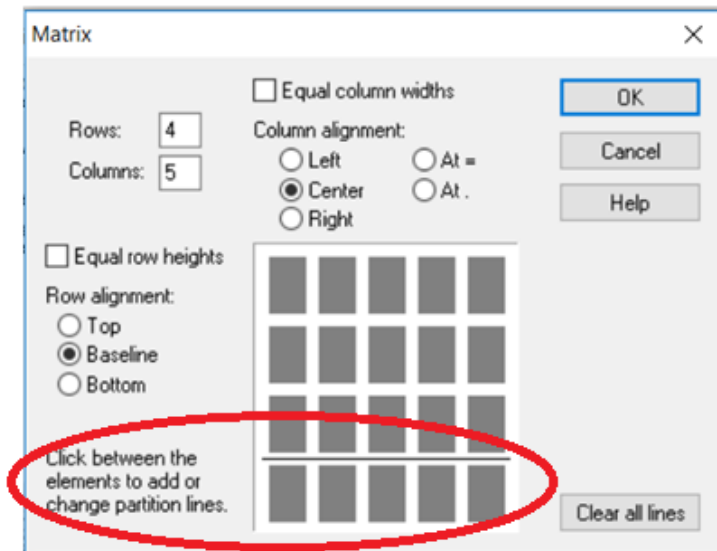 Matrix
Equal column widths
OK
Rows: 4
Column alignment:
Cancel
Columns: 5
Left
At =
Center
At .
Help
Right
Equal row heights
Row alignment:
Top
Baseline
Bottom
Click between the
elements to add or
change partition lines.
Clear all lines